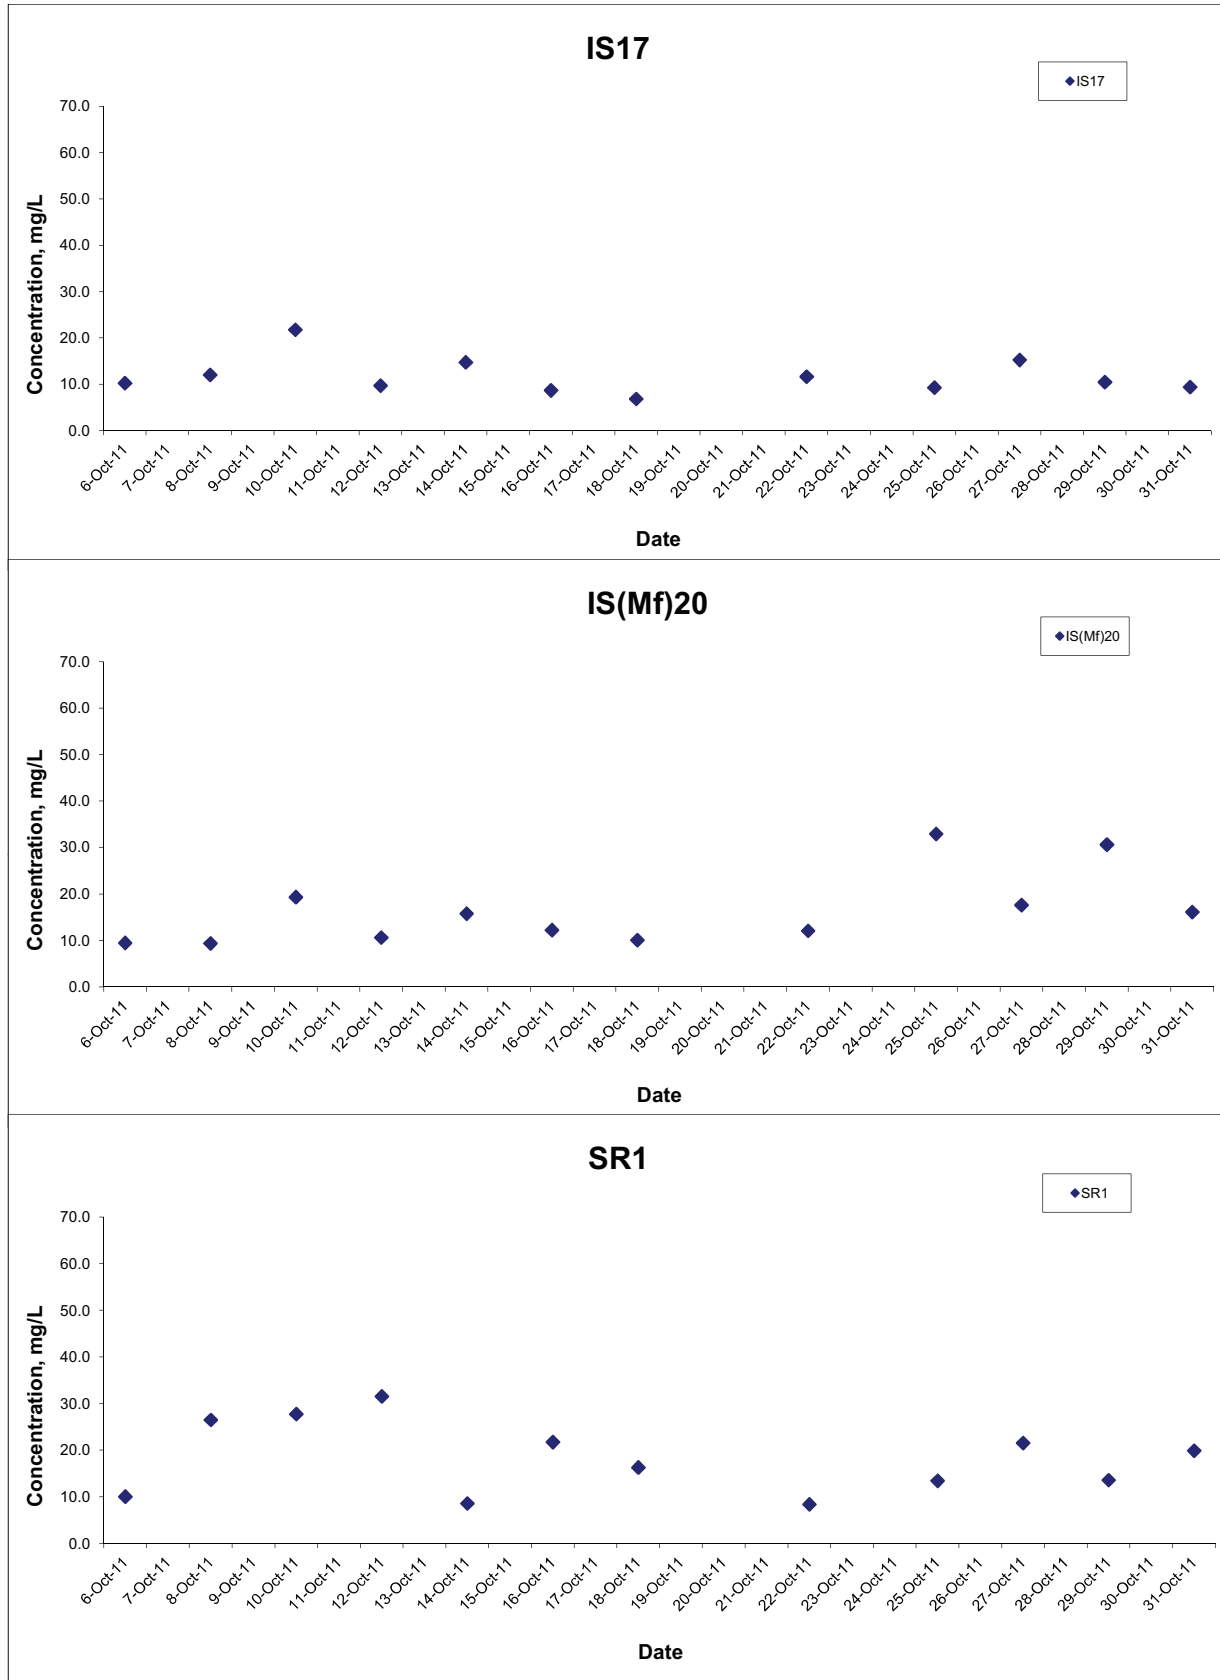 IS17
IS17
70.0
60.0
50.0
40.0
30.0
20.0
10.0
0.0
Concentration, mg/L
6-Oct-11
7-Oct-11
8-Oct-11
9-Oct-11
10-Oct-11
11-Oct-11
12-Oct-11
13-Oct-11
14-Oct-11
15-Oct-11
16-Oct-11
17-Oct-11
18-Oct-11
19-Oct-11
20-Oct-11
21-Oct-11
22-Oct-11
23-Oct-11
24-Oct-11
25-Oct-11
26-Oct-11
27-Oct-11
28-Oct-11
29-Oct-11
30-Oct-11
31-Oct-11
Date
IS(Mf)20
IS(Mf)20
70.0
60.0
50.0
40.0
30.0
20.0
10.0
0.0
Concentration, mg/L
6-Oct-11
7-Oct-11
8-Oct-11
9-Oct-11
10-Oct-11
11-Oct-11
12-Oct-11
13-Oct-11
14-Oct-11
15-Oct-11
16-Oct-11
17-Oct-11
18-Oct-11
19-Oct-11
20-Oct-11
21-Oct-11
22-Oct-11
23-Oct-11
24-Oct-11
25-Oct-11
26-Oct-11
27-Oct-11
28-Oct-11
29-Oct-11
30-Oct-11
31-Oct-11
Date
SR1
SR1
70.0
60.0
50.0
40.0
30.0
20.0
10.0
0.0
Concentration, mg/L
6-Oct-11
7-Oct-11
8-Oct-11
9-Oct-11
10-Oct-11
11-Oct-11
12-Oct-11
13-Oct-11
14-Oct-11
15-Oct-11
16-Oct-11
17-Oct-11
18-Oct-11
19-Oct-11
20-Oct-11
21-Oct-11
22-Oct-11
23-Oct-11
24-Oct-11
25-Oct-11
26-Oct-11
27-Oct-11
28-Oct-11
29-Oct-11
30-Oct-11
31-Oct-11
Date